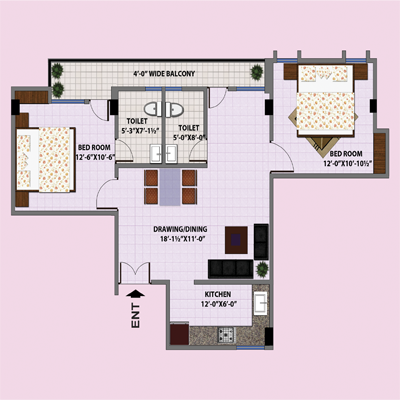 4'-0" WIDE BALCONY
TOILET
5'-3"X7'-1½"
TOILET
5'-0"X8'-0"
BED ROOM
12'-6"X10'-6"
BED ROOM
12'-0"X10'-10½"
DRAWING/DINING
18'-1½"X11'-0"
KITCHEN
12'-0"X6'-0"
ENT